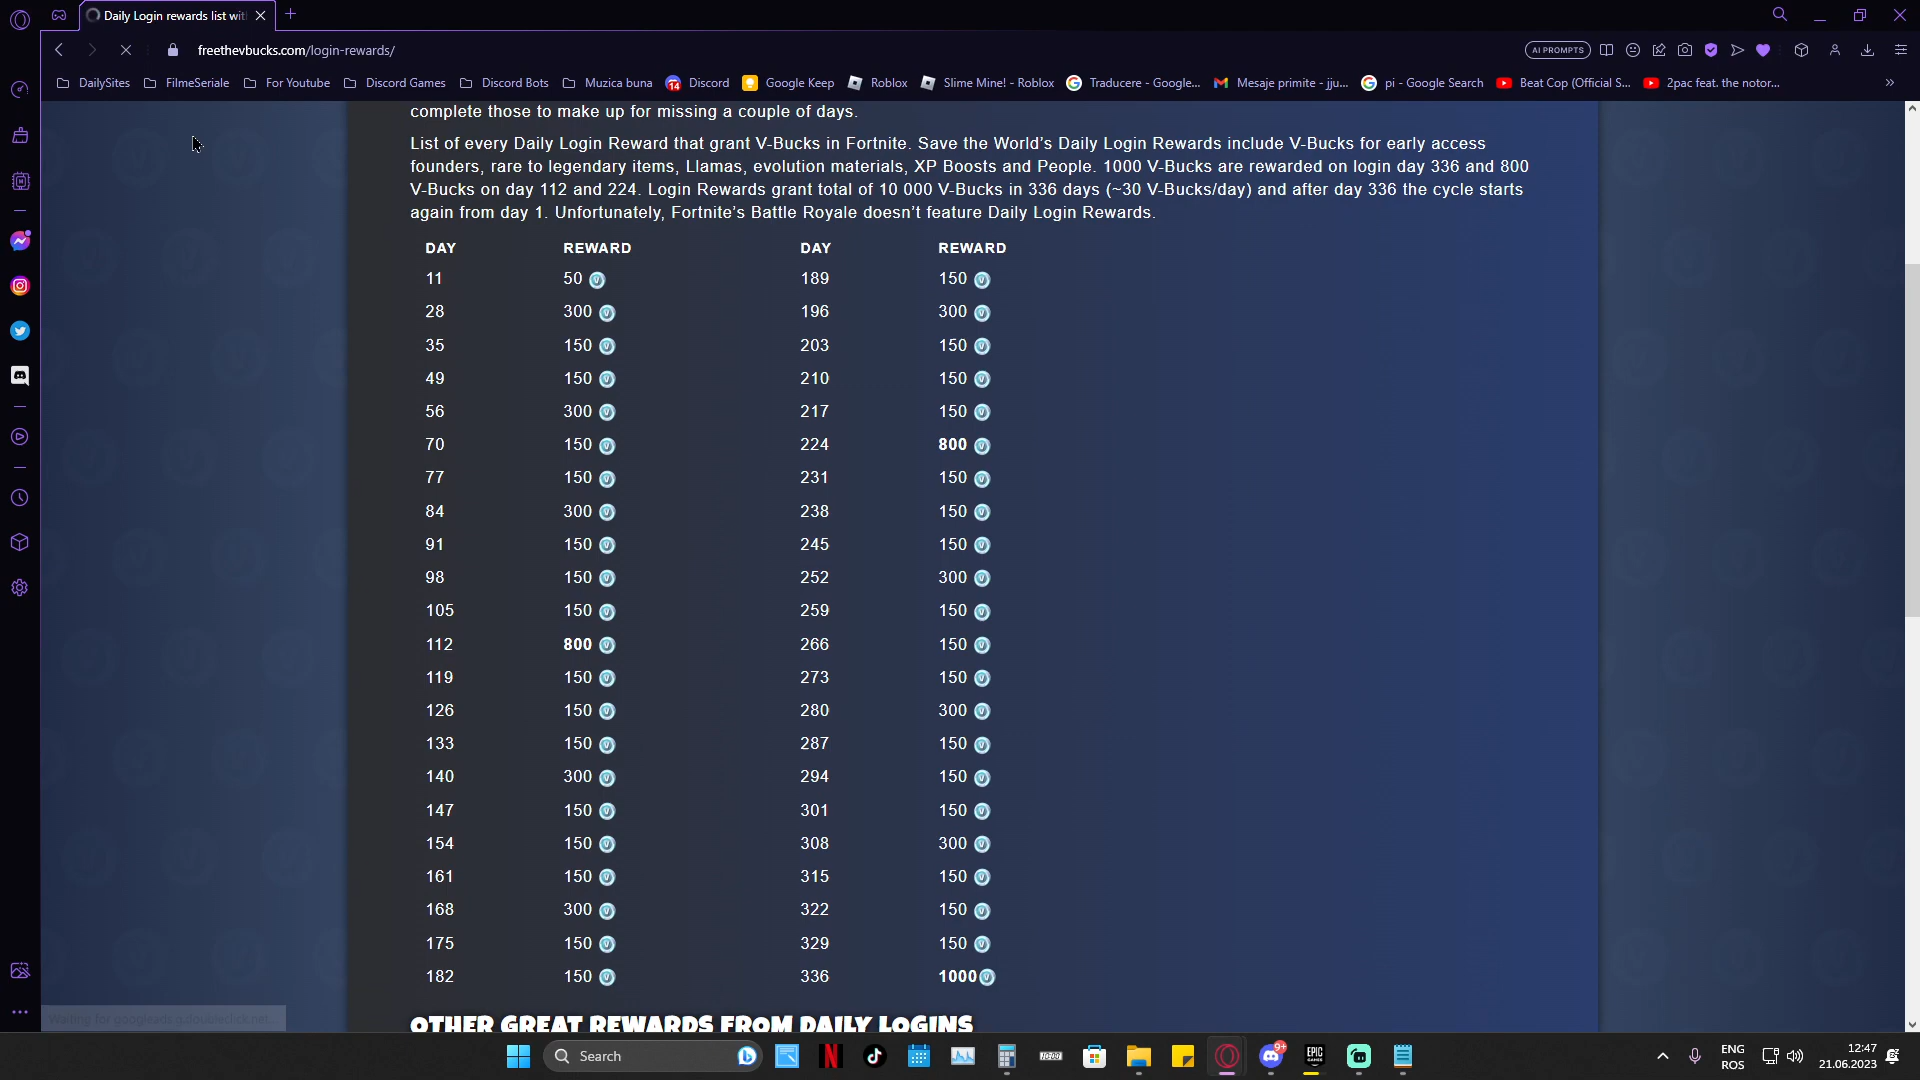 Daily Login rewards list wit
freethevbucks.com/login-rewards/
AI PROMPTS
DailySites
FilmeSeriale
For Youtube
Discord Games
Discord Bots
Muzica buna
14
Discord
Google Keep
Roblox
Slime Mine! - Roblox
Traducere - Google...
Mesaje primite - jju...
pi - Google Search
Beat Cop (Official S...
2pac feat. the notor...
complete those to make up for missing a couple of days.
List of every Daily Login Reward that grant V-Bucks in Fortnite. Save the World's Daily Login Rewards include V-Bucks for early access
founders, rare to legendary items, Llamas, evolution materials, XP Boosts and People. 1000 V-Bucks are rewarded on login day 336 and 800
V-Bucks on day 112 and 224. Login Rewards grant total of 10 000 V-Bucks in 336 days (~30 V-Bucks/day) and after day 336 the cycle starts
again from day 1. Unfortunately, Fortnite's Battle Royale doesn't feature Daily Login Rewards.
DAY REWARD DAY REWARD
11 50 189 150
28 300 196 300
35 150 203 150
49 150 210 150
56 300 217 150
70 150 224 800
77 150 231 150
84 300 238 150
91 150 245 150
98 150 252 300
105 150 259 150
112 800 266 150
119 150 273 150
126 150 280 300
133 150 287 150
140 300 294 150
147 150 301 150
154 150 308 300
161 150 315 150
168 300 322 150
175 150 329 150
182 150 336 1000
OTHER GREAT REWARDS FROM DAILY LOGINS
Waiting for googleads.g.doubleclick.net...
Search
9+
EPIC
GAMES
ENG
ROS
12:47
21.06.2023